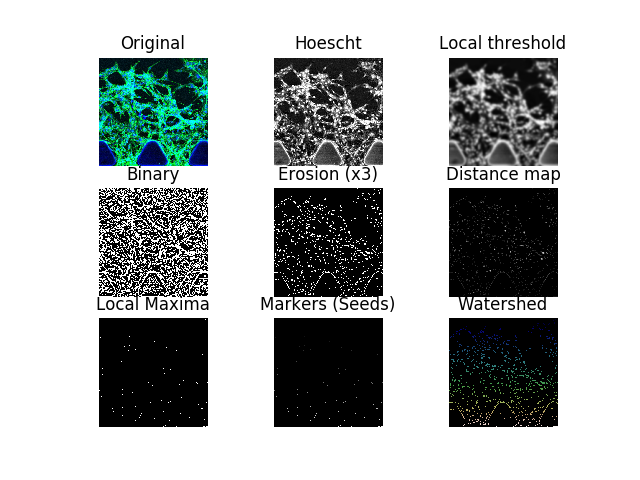 Original
Hoescht
Local threshold
Binary
Erosion (x3)
Distance map
Local Maxima
Markers (Seeds)
Watershed